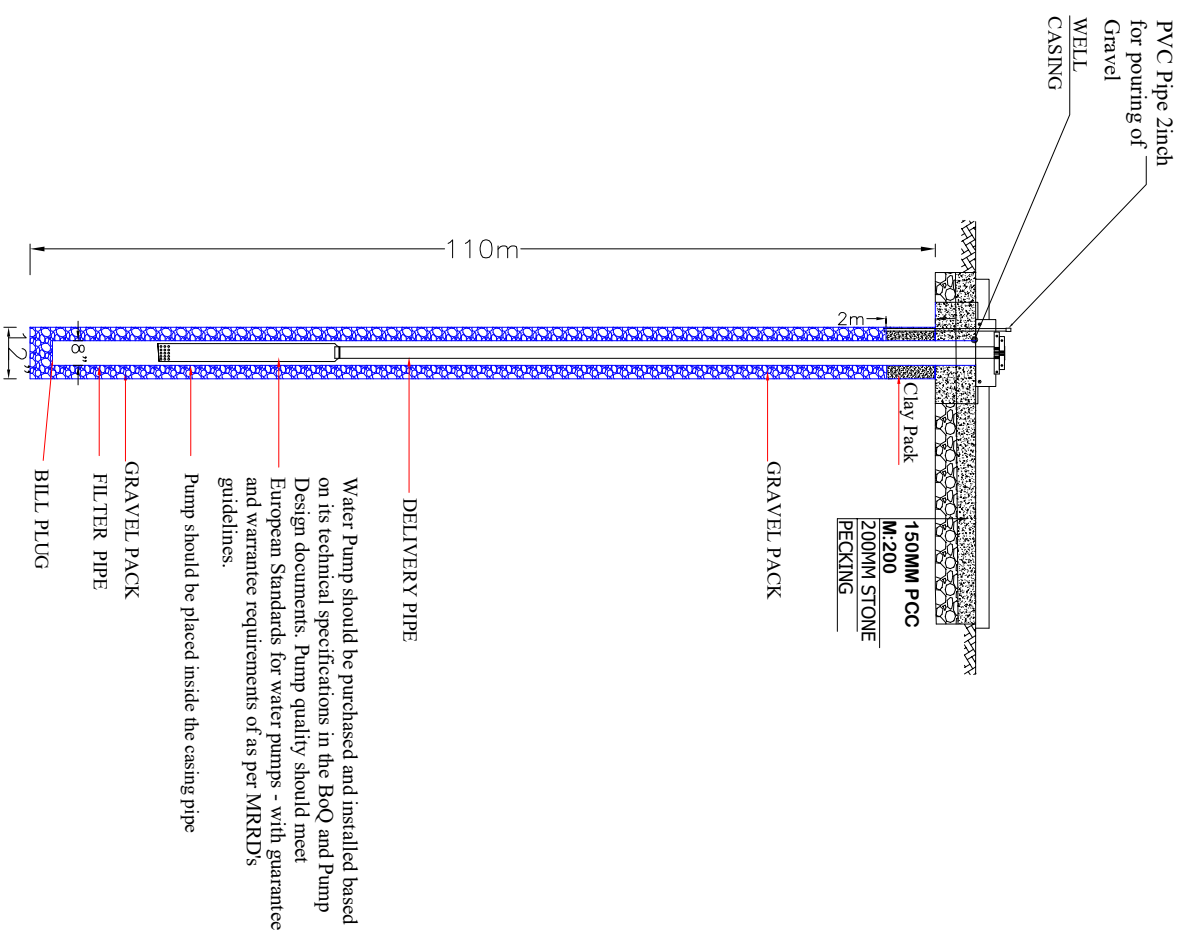 PVC Pipe 2inch
for pouring of
Gravel
WELL
CASING
110m
2m
8"
12"
Clay Pack
150MM PCC
M:200
200MM STONE
PECKING
GRAVEL PACK
DELIVERY PIPE
Water Pump should be purchased and installed based
on its technical specifications in the BoQ and Pump
Design documents. Pump quality should meet
European Standards for water pumps - with guarantee
and warrantee requirements of as per MRRD's
guidelines.
Pump should be placed inside the casing pipe
GRAVEL PACK
FILTER PIPE
BILL PLUG